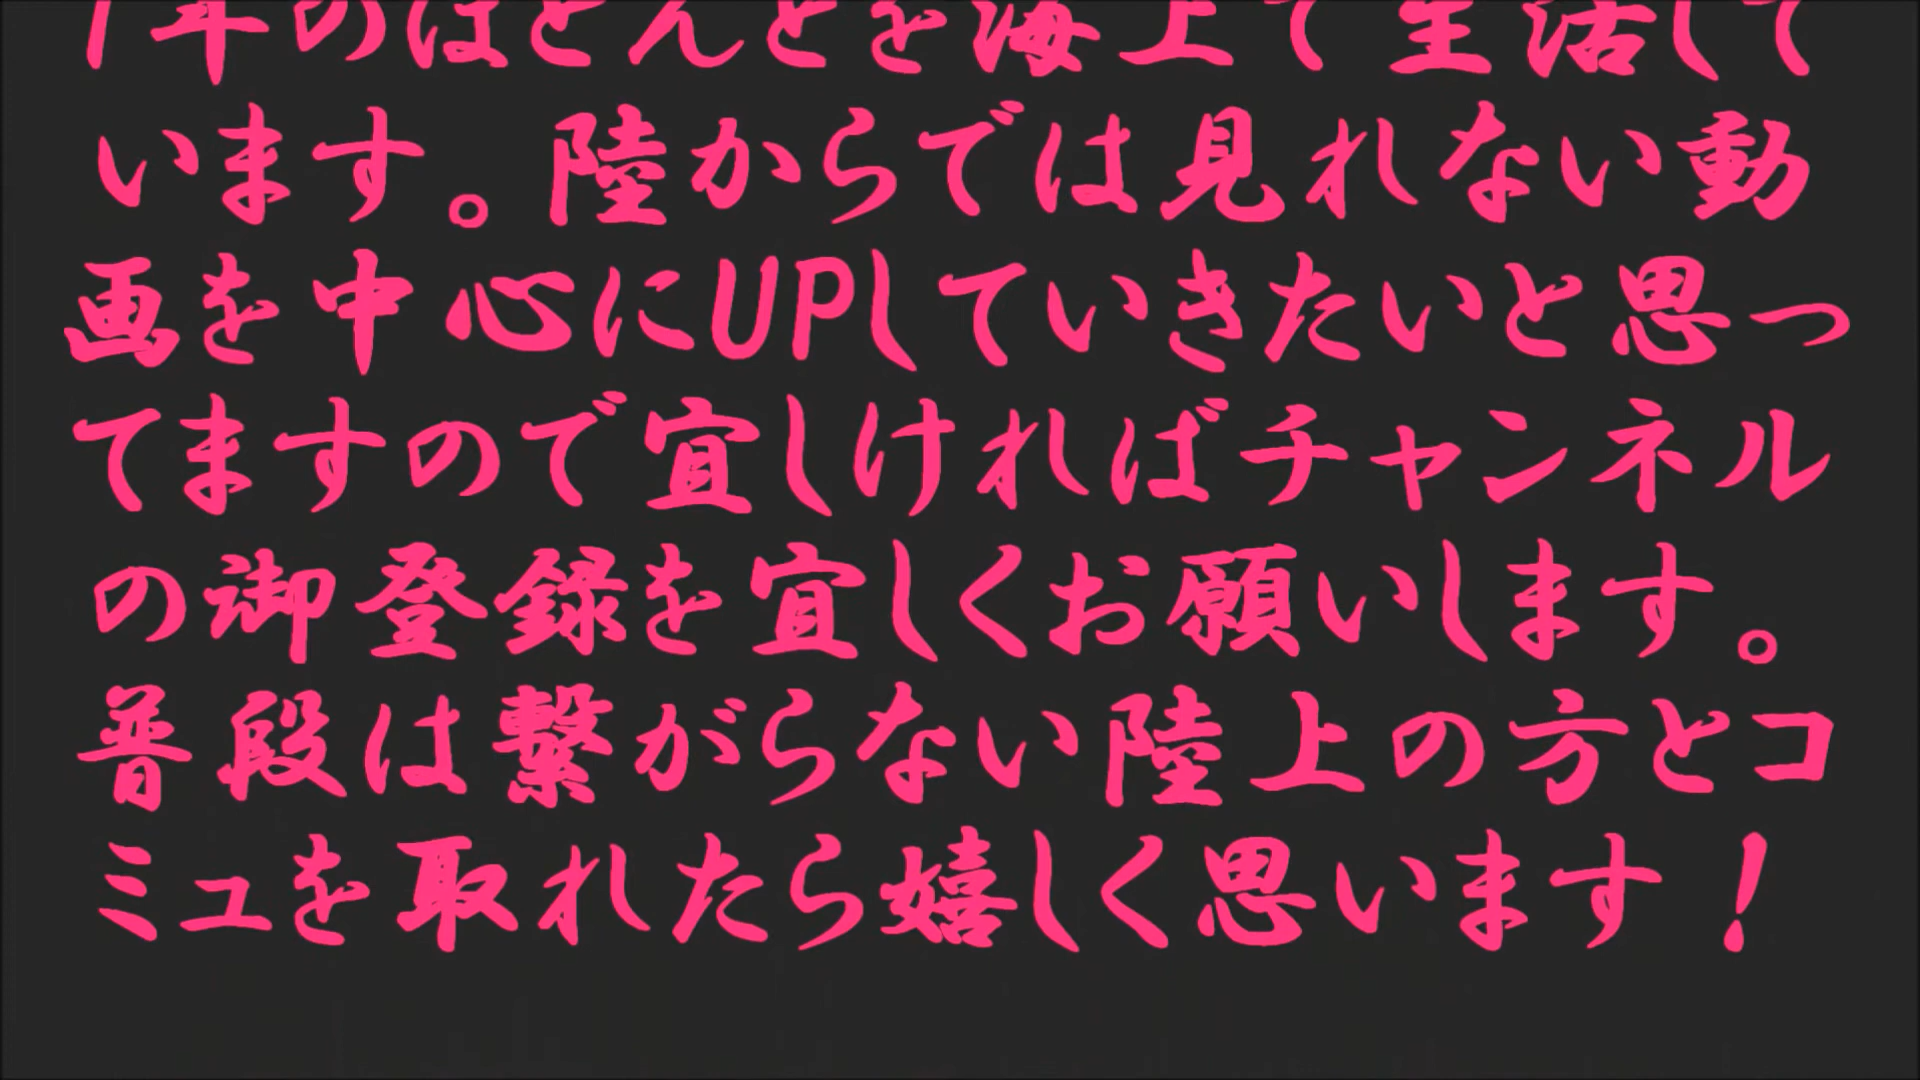 1年のほとんどを海上で生活して
います。陸からでは見れない動
画を中心にUPしていきたいと思っ
てますので宜しければチャンネル
の御登録を宜しくお願いします。
普段は繋がらない陸上の方とコ
ミュを取れたら嬉しく思います！